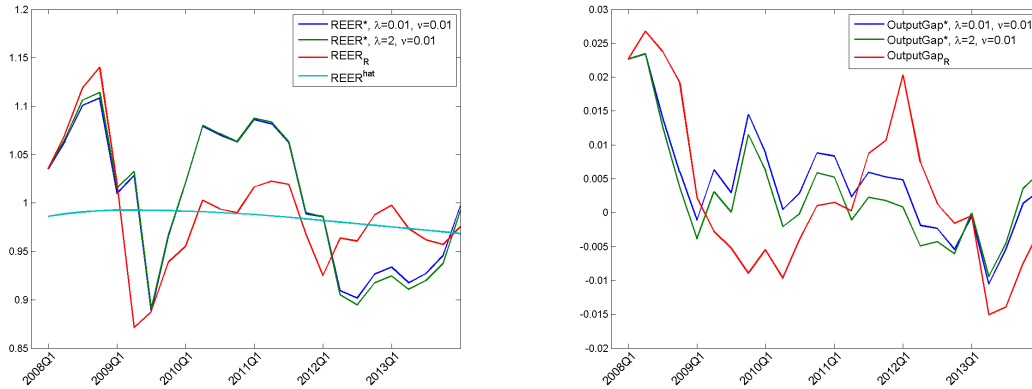 1.2
1.15
1.1
1.05
1
0.95
0.9
0.85
2008Q1
2009Q1
2010Q1
2011Q1
2012Q1
2013Q1
REER*, λ=0.01, ν=0.01
REER*, λ=2, ν=0.01
REER_R
REER^hat
0.03
0.025
0.02
0.015
0.01
0.005
0
-0.005
-0.01
-0.015
-0.02
2008Q1
2009Q1
2010Q1
2011Q1
2012Q1
2013Q1
OutputGap*, λ=0.01, ν=0.01
OutputGap*, λ=2, ν=0.01
OutputGap_R